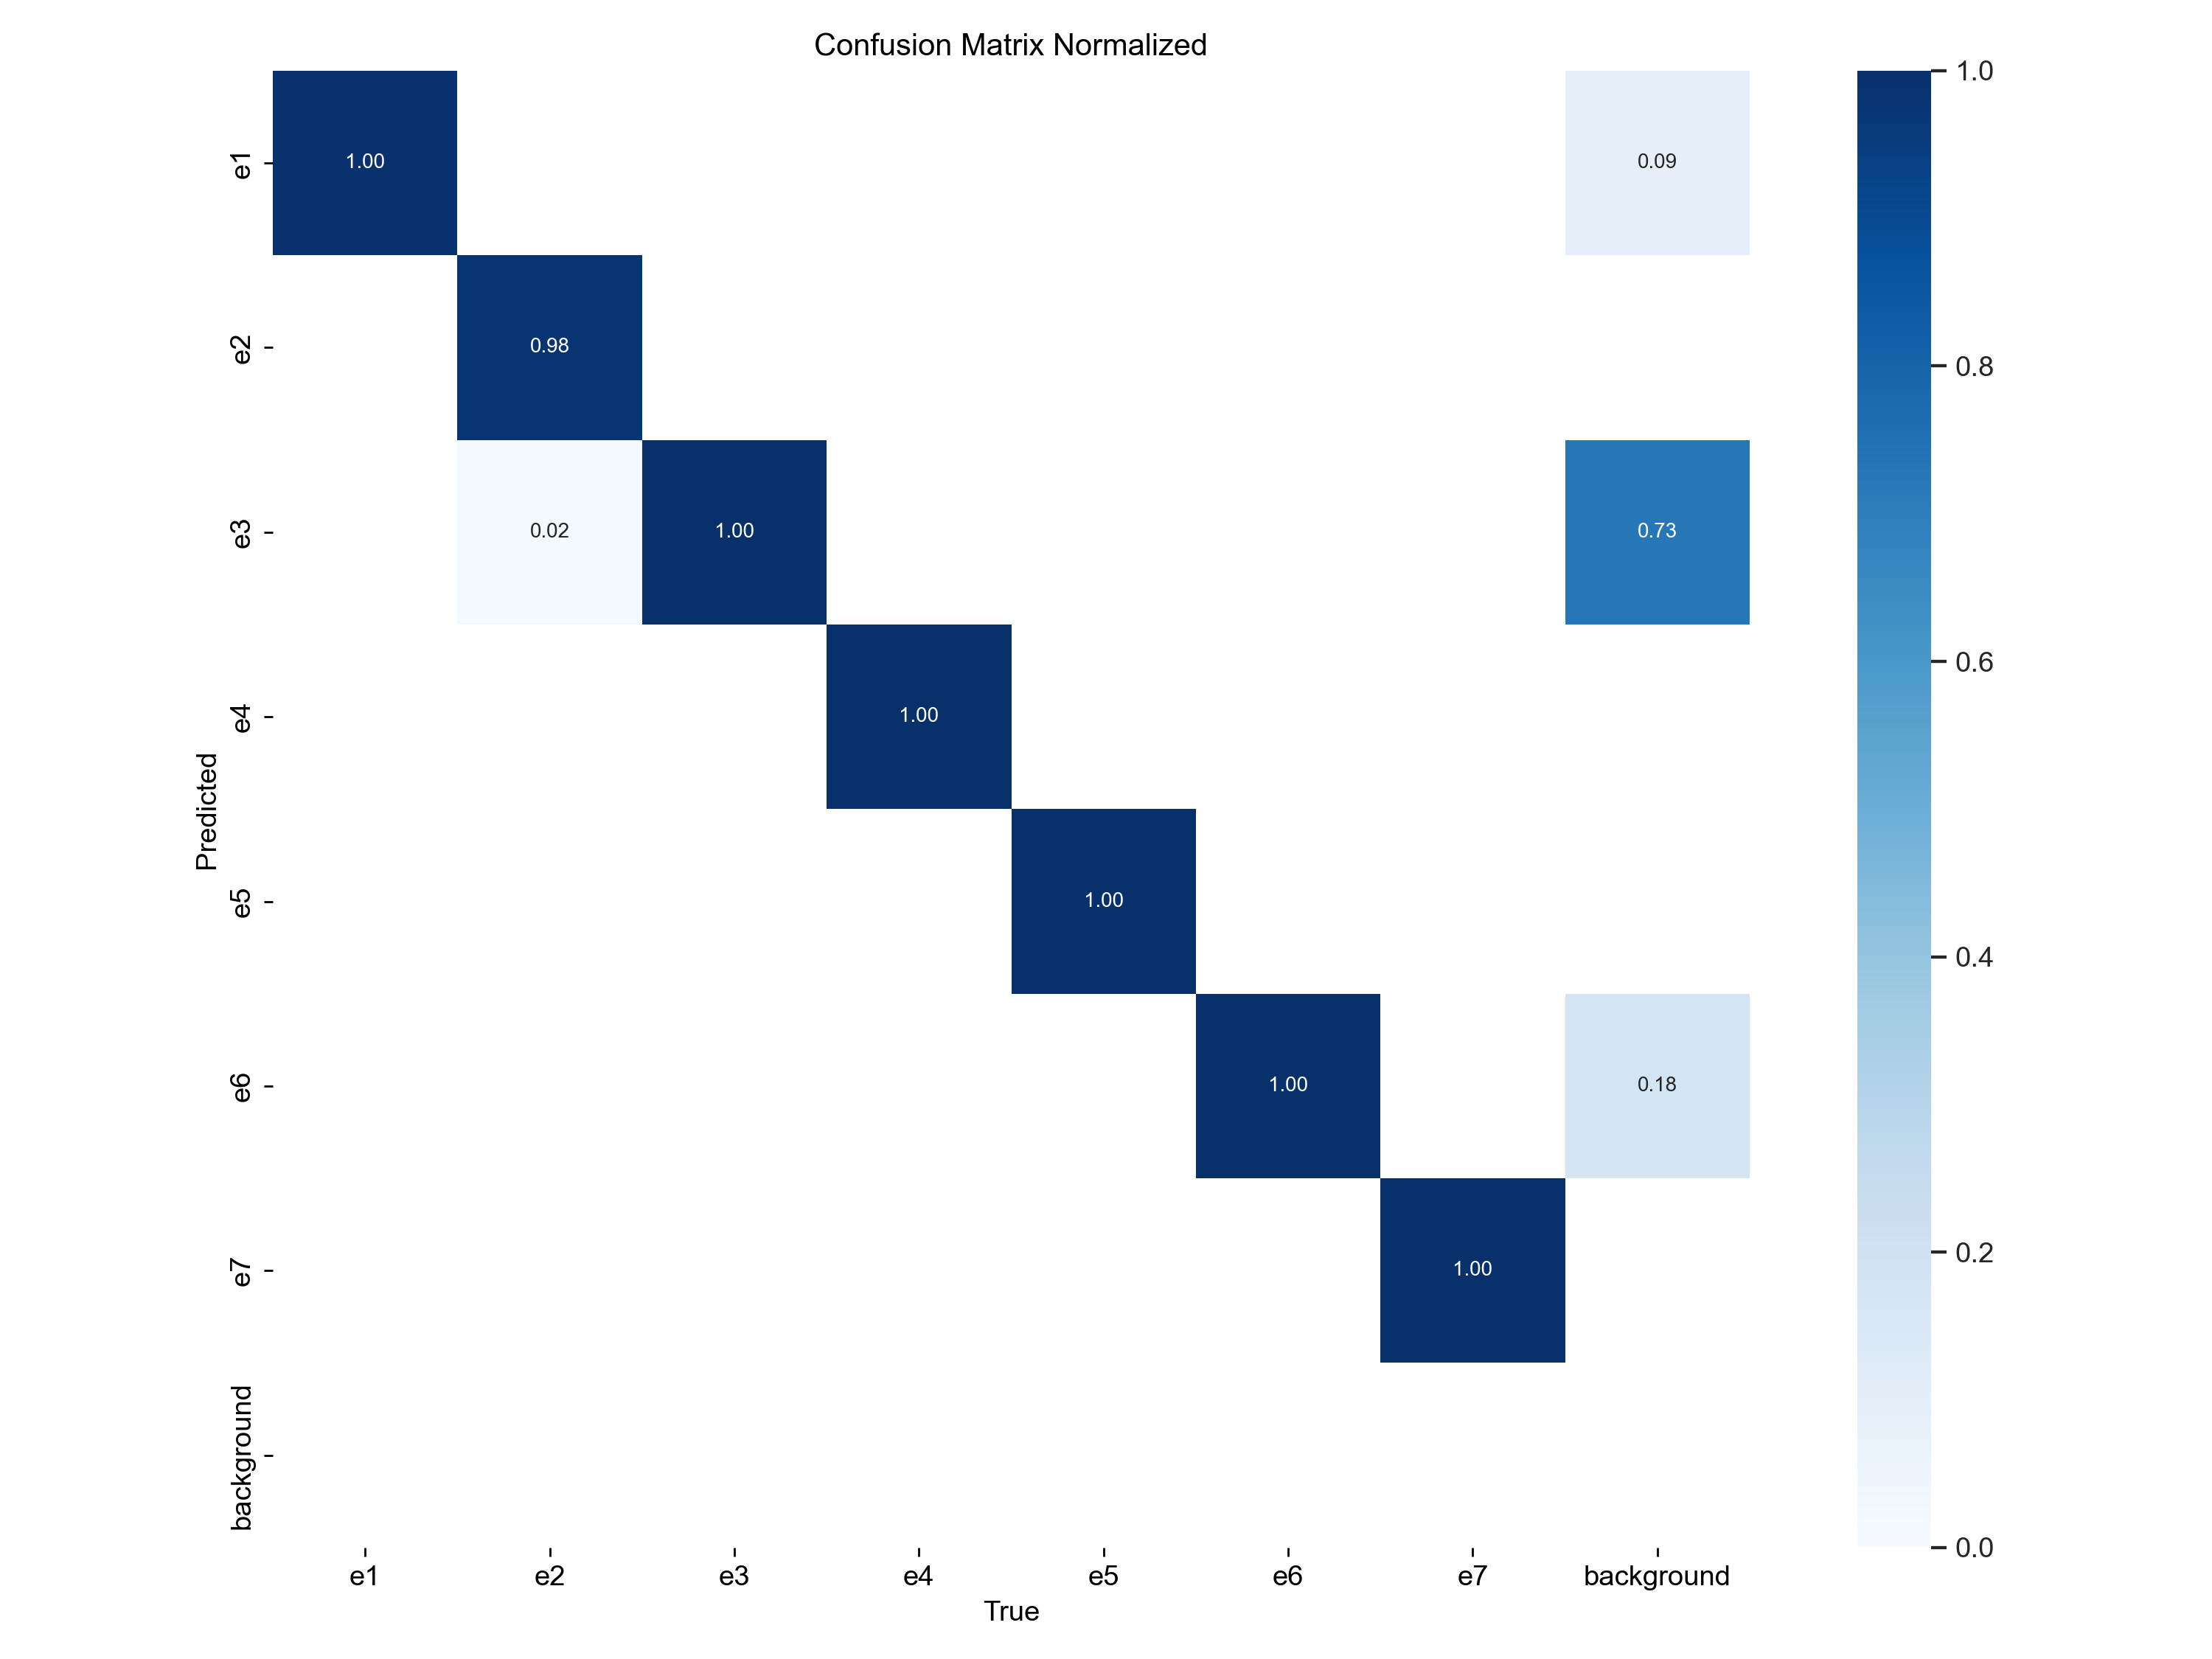 Confusion Matrix Normalized
e1
1.00
0.09
e2
0.98
e3
0.02
1.00
0.73
e4
1.00
e5
1.00
e6
1.00
0.18
e7
1.00
background
Predicted
e1 e2 e3 e4 e5 e6 e7 background
True
1.0
0.8
0.6
0.4
0.2
0.0